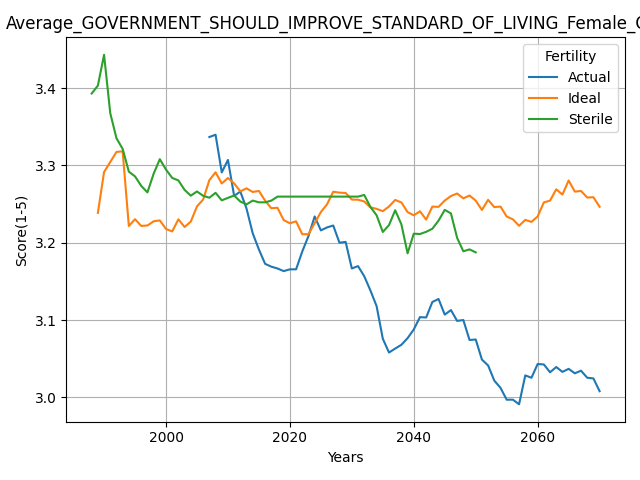 Average_GOVERNMENT_SHOULD_IMPROVE_STANDARD_OF_LIVING_Female_
Fertility
Actual
Ideal
Sterile
Score(1-5)
3.4
3.3
3.2
3.1
3.0
2000 2020 2040 2060
Years